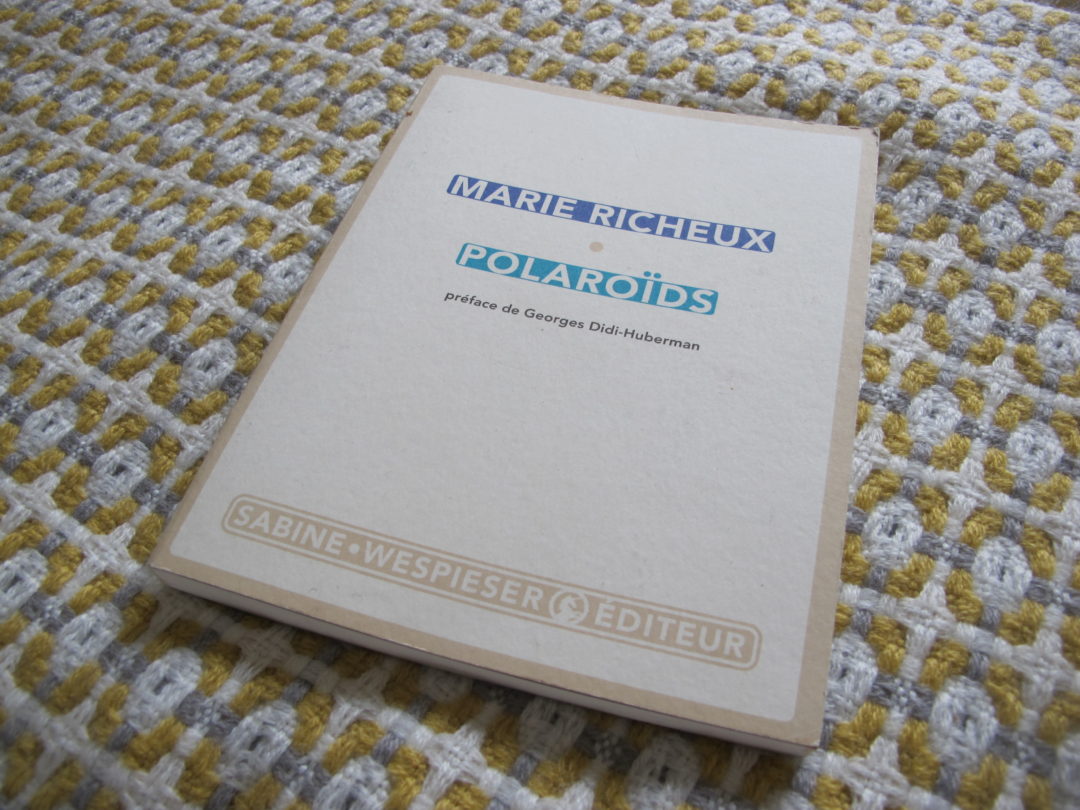 MARIE RICHEUX
POLAROÏDS
préface de Georges Didi-Huberman
SABINE • WESPIESER ÉDITEUR